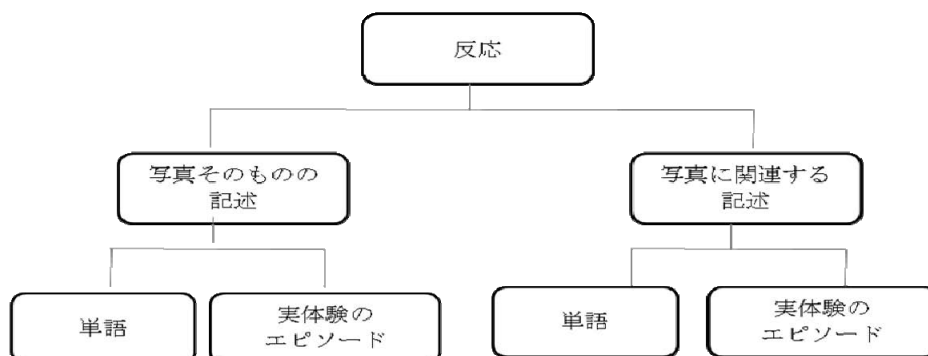 反応
写真そのものの
記述
写真に関連する
記述
単語
実体験の
エピソード
単語
実体験の
エピソード